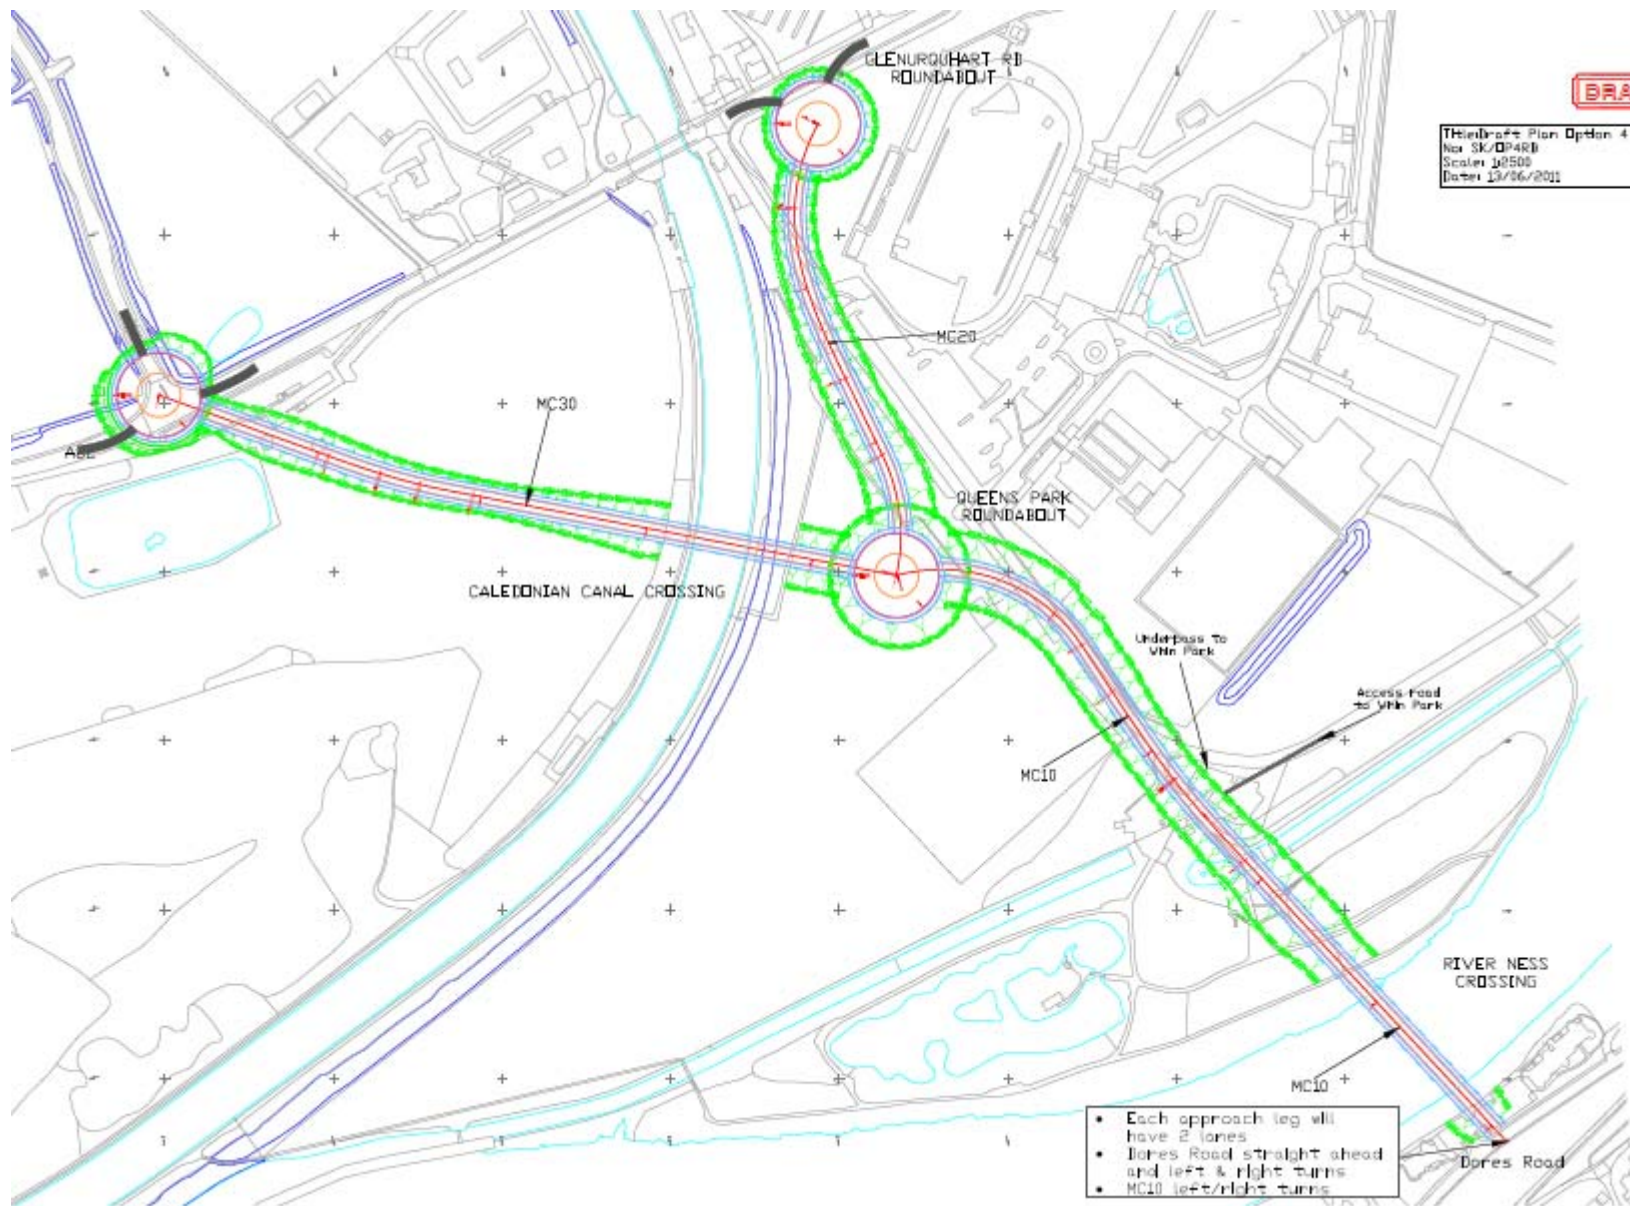 GLENURQUHART RD
ROUNDABOUT
DRA
Title:Draft Plan Option 4
No: SK/OP4RB
Scale: 1:2500
Date: 13/06/2011
MC20
MC30
QUEENS PARK
ROUNDABOUT
CALEDONIAN CANAL CROSSING
Underpass to
Whin Park
Access road
to Whin Park
MC10
RIVER NESS
CROSSING
MC10
• Each approach leg will
have 2 lanes
• Dores Road straight ahead
and left & right turns
• MC10 left/right turns
Dores Road